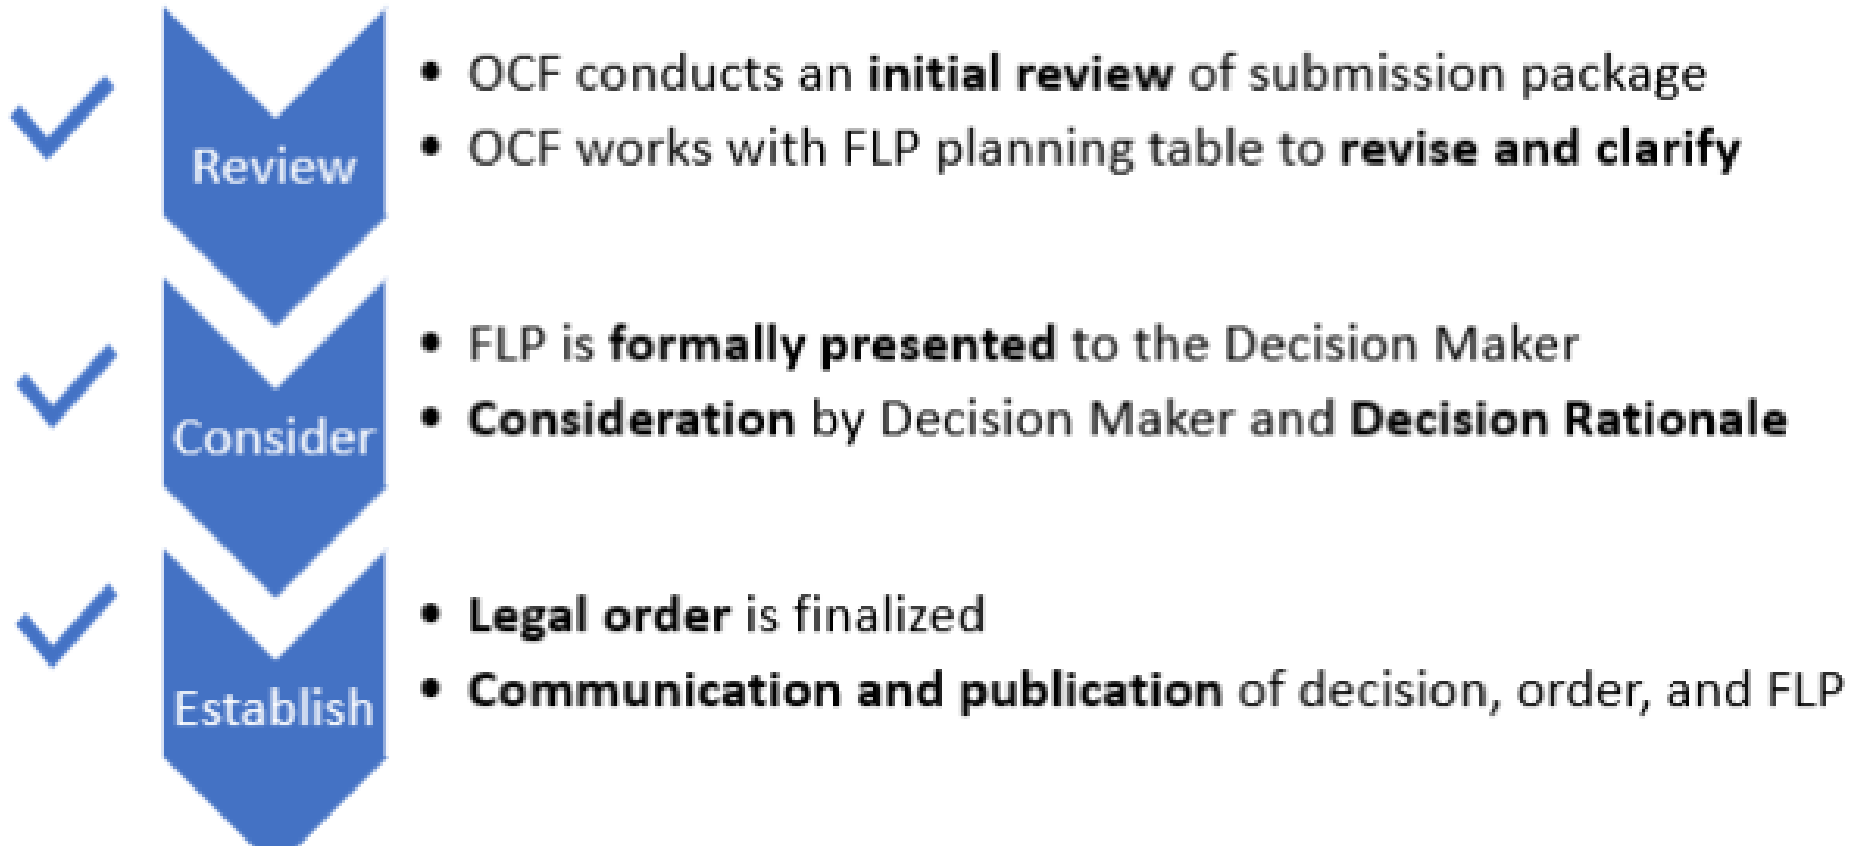 Review
• OCF conducts an initial review of submission package
• OCF works with FLP planning table to revise and clarify
Consider
• FLP is formally presented to the Decision Maker
• Consideration by Decision Maker and Decision Rationale
Establish
• Legal order is finalized
• Communication and publication of decision, order, and FLP